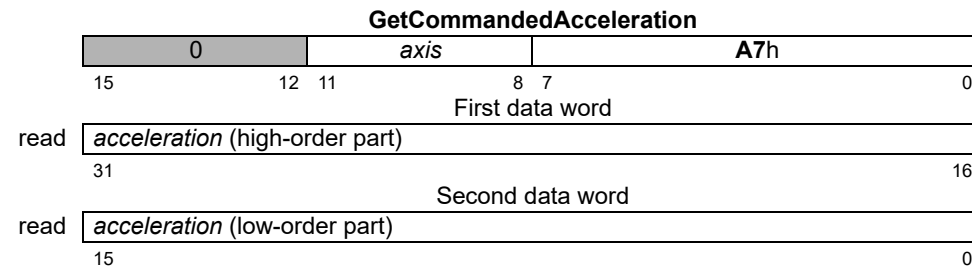 GetCommandedAcceleration
0 axis A7h
15 12 11 8 7 0
First data word
read acceleration (high-order part)
31 16
Second data word
read acceleration (low-order part)
15 0